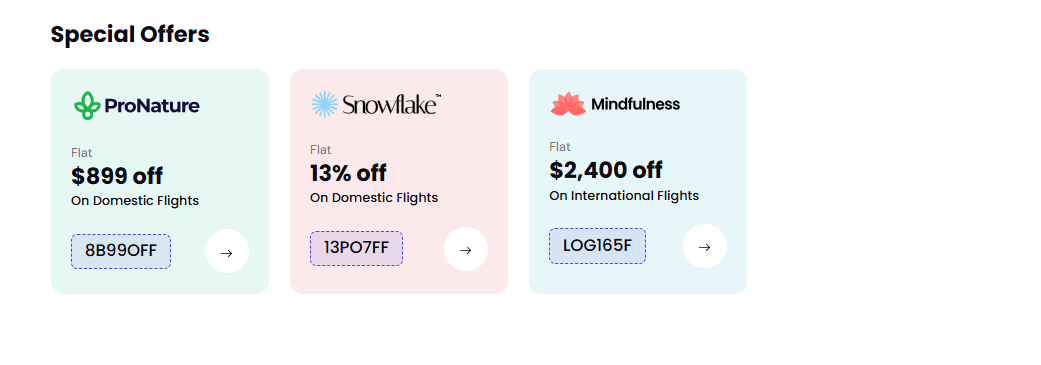 Special Offers
ProNature
Flat
$899 off
On Domestic Flights
8B99OFF
Snowflake™
Flat
13% off
On Domestic Flights
13PO7FF
Mindfulness
Flat
$2,400 off
On International Flights
LOG165F